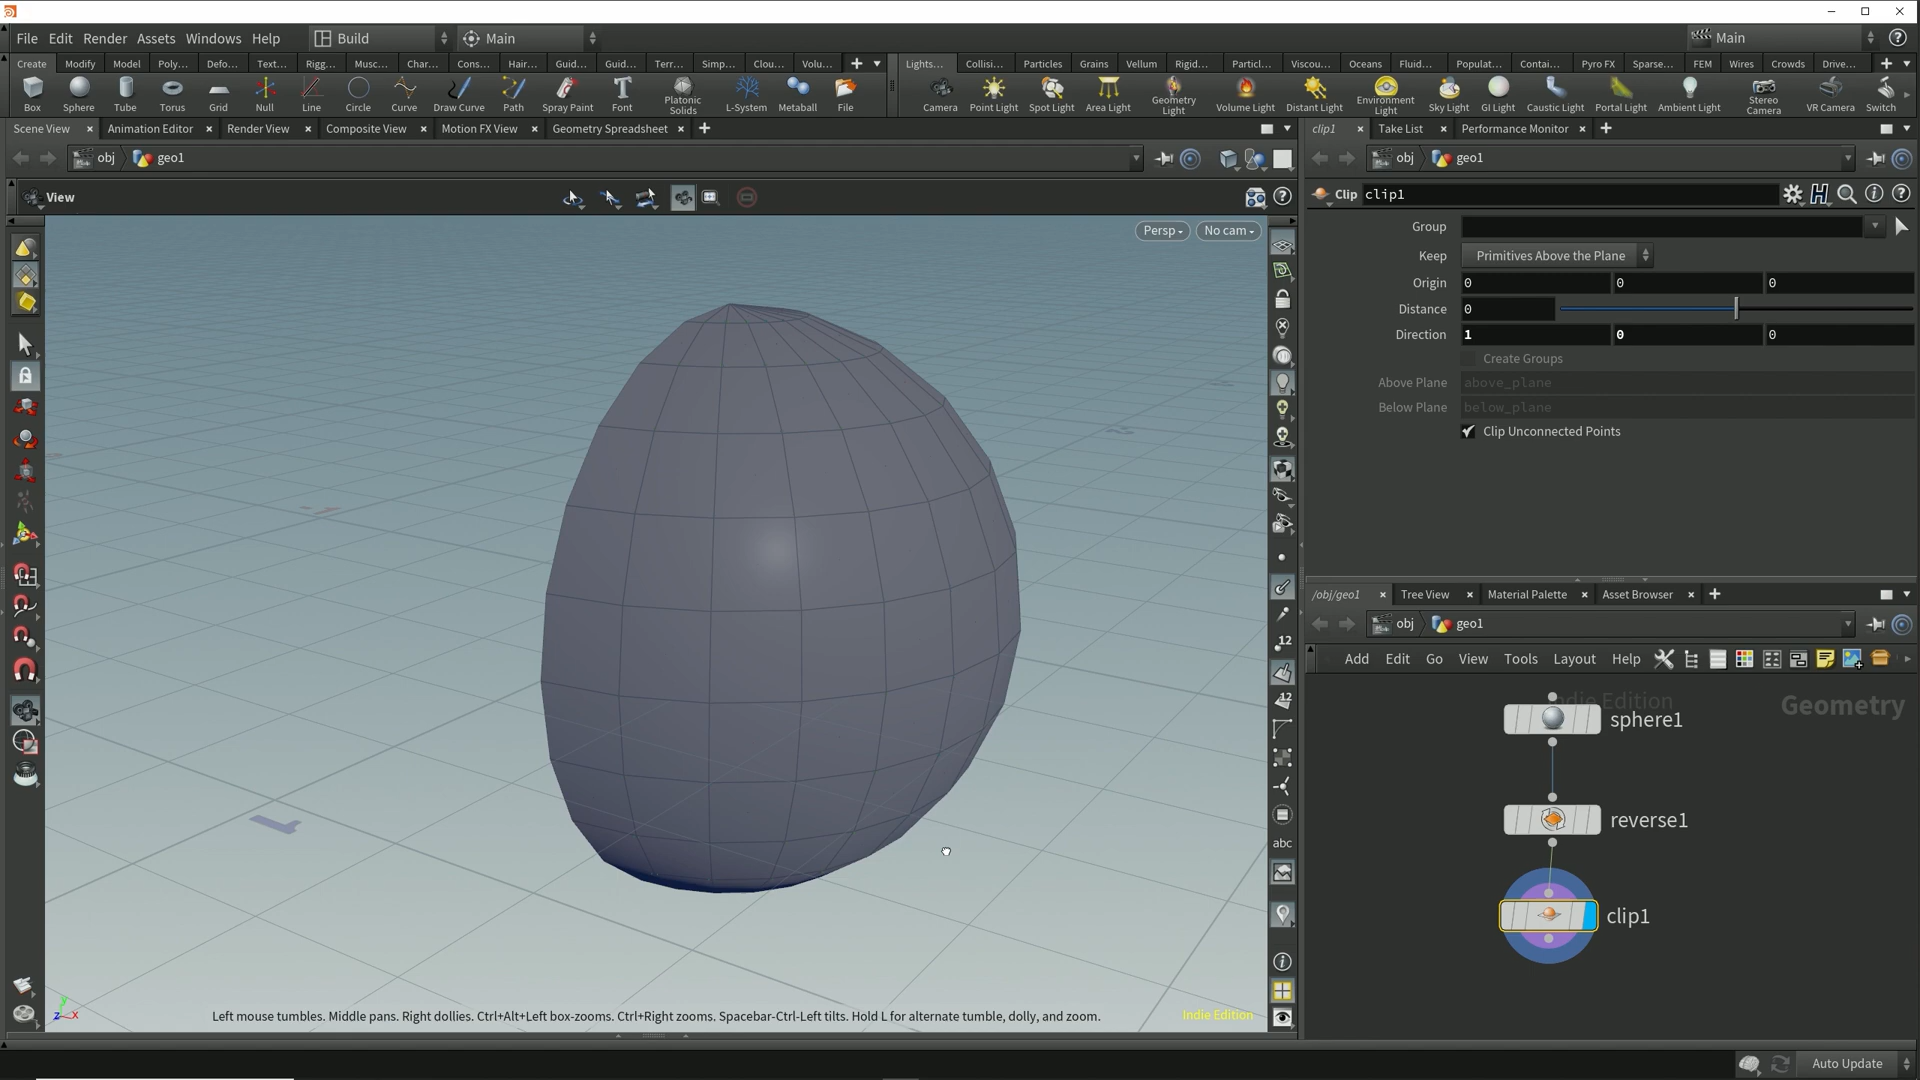 File Edit Render Assets Windows Help Build Main Main
Create Modify Model Poly... Defo... Text... Rigg... Musc... Char... Cons... Hair... Guid... Guid... Terr... Simp... Clou... Volu... Lights... Collisi... Particles Grains Vellum Rigid... Particl... Viscou... Oceans Fluid... Populat... Contai... Pyro FX Sparse... FEM Wires Crowds Drive...
Box Sphere Tube Torus Grid Null Line Circle Curve Draw Curve Path Spray Paint Font Platonic Solids L-System Metaball File Camera Point Light Spot Light Area Light Geometry Light Volume Light Distant Light Environment Light Sky Light GI Light Caustic Light Portal Light Ambient Light Stereo Camera VR Camera Switch
Scene View Animation Editor Render View Composite View Motion FX View Geometry Spreadsheet clip1 Take List Performance Monitor
obj geo1 obj geo1
View
Clip clip1
Persp No cam
Group
Keep Primitives Above the Plane
Origin 0 0 0
Distance 0
Direction 1 0 0
Create Groups
Above Plane above_plane
Below Plane below_plane
Clip Unconnected Points
/obj/geo1 Tree View Material Palette Asset Browser
obj geo1
Add Edit Go View Tools Layout Help
12
12
abc
Indie Edition Geometry
sphere1
reverse1
clip1
Left mouse tumbles. Middle pans. Right dollies. Ctrl+Alt+Left box-zooms. Ctrl+Right zooms. Spacebar-Ctrl-Left tilts. Hold L for alternate tumble, dolly, and zoom.
Indie Edition
y
z x
Auto Update